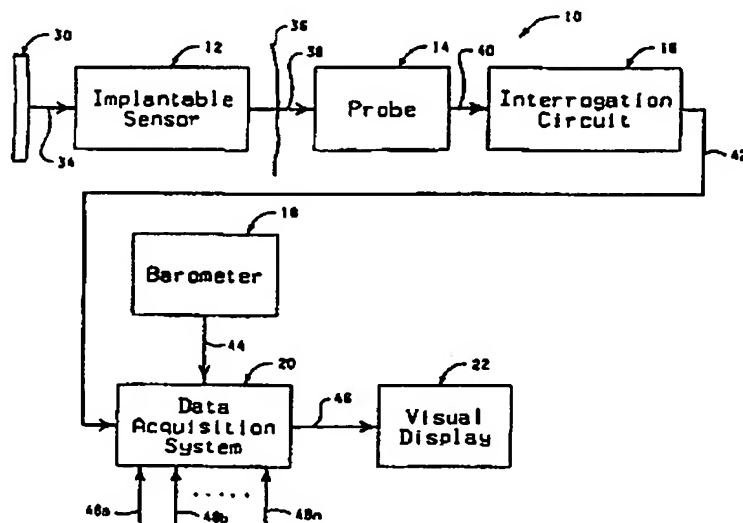 10
30
12
36
14
16
38
40
Implantable
Sensor
Probe
Interrogation
Circuit
34
42
18
Barometer
44
20
22
46
Data
Acquisition
System
Visual
Display
. . . . .
48a
48b
48n